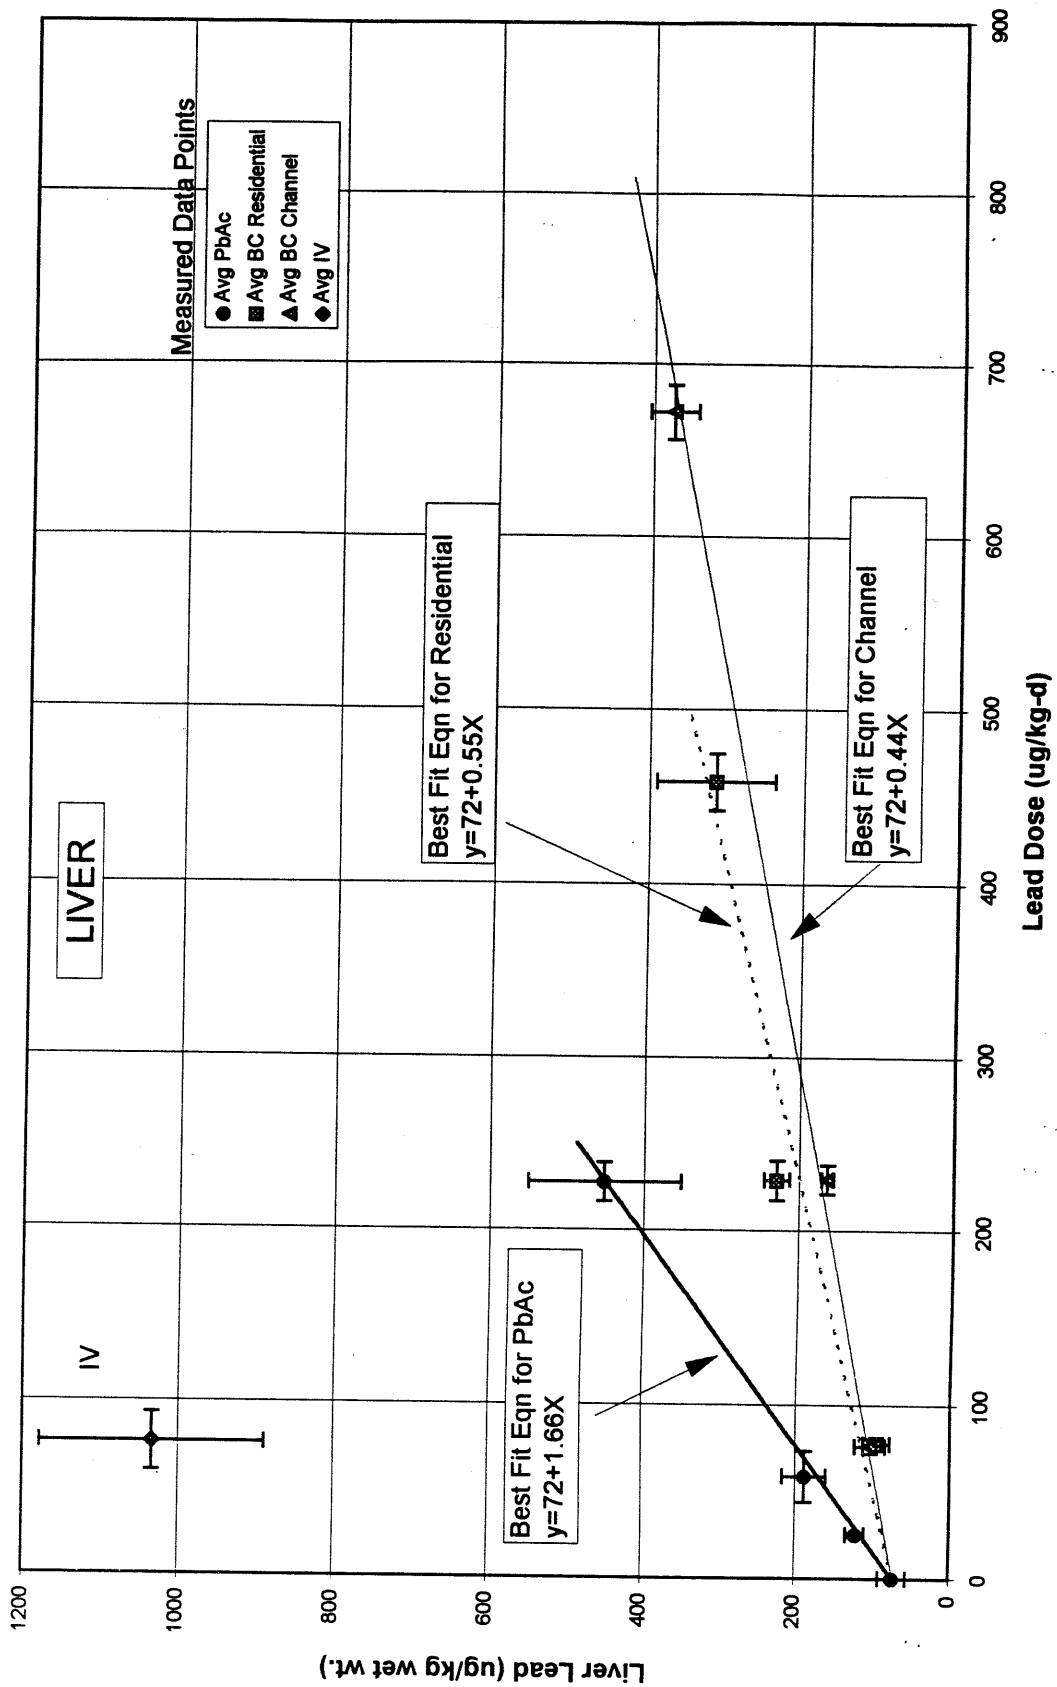 LIVER
Measured Data Points
Avg PbAc
Avg BC Residential
Avg BC Channel
Avg IV
IV
Best Fit Eqn for PbAc
y=72+1.66X
Best Fit Eqn for Residential
y=72+0.55X
Best Fit Eqn for Channel
y=72+0.44X
Liver Lead (ug/kg wet wt.)
1200
1000
800
600
400
200
0
0
100
200
300
400
500
600
700
800
900
Lead Dose (ug/kg-d)